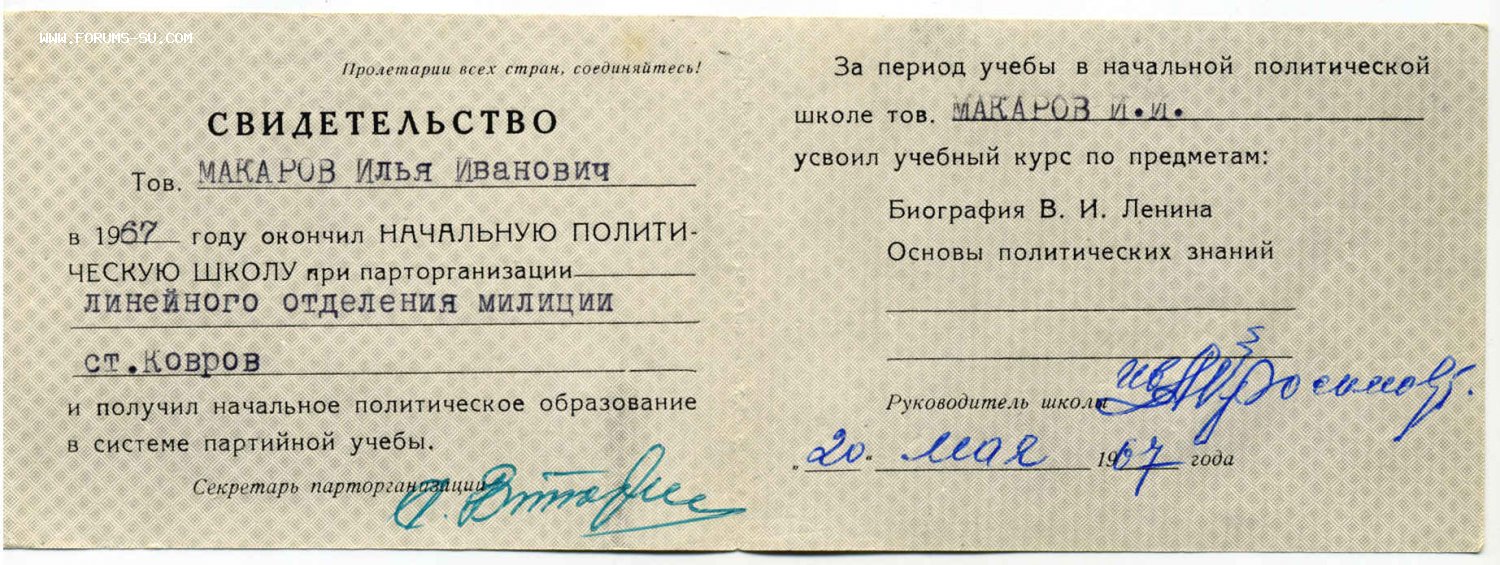 WWW.FORUMS-SU.COM
Пролетарии всех стран, соединяйтесь!
СВИДЕТЕЛЬСТВО
Тов. МАКАРОВ Илья Иванович
в 1967 году окончил НАЧАЛЬНУЮ ПОЛИТИ-
ЧЕСКУЮ ШКОЛУ при парторганизации
линейного отделения милиции
ст.Ковров
и получил начальное политическое образование
в системе партийной учебы.
Секретарь парторганизации
За период учебы в начальной политической
школе тов. МАКАРОВ И.И.
усвоил учебный курс по предметам:
Биография В. И. Ленина
Основы политических знаний
Руководитель школы
„20" мая 1967 года